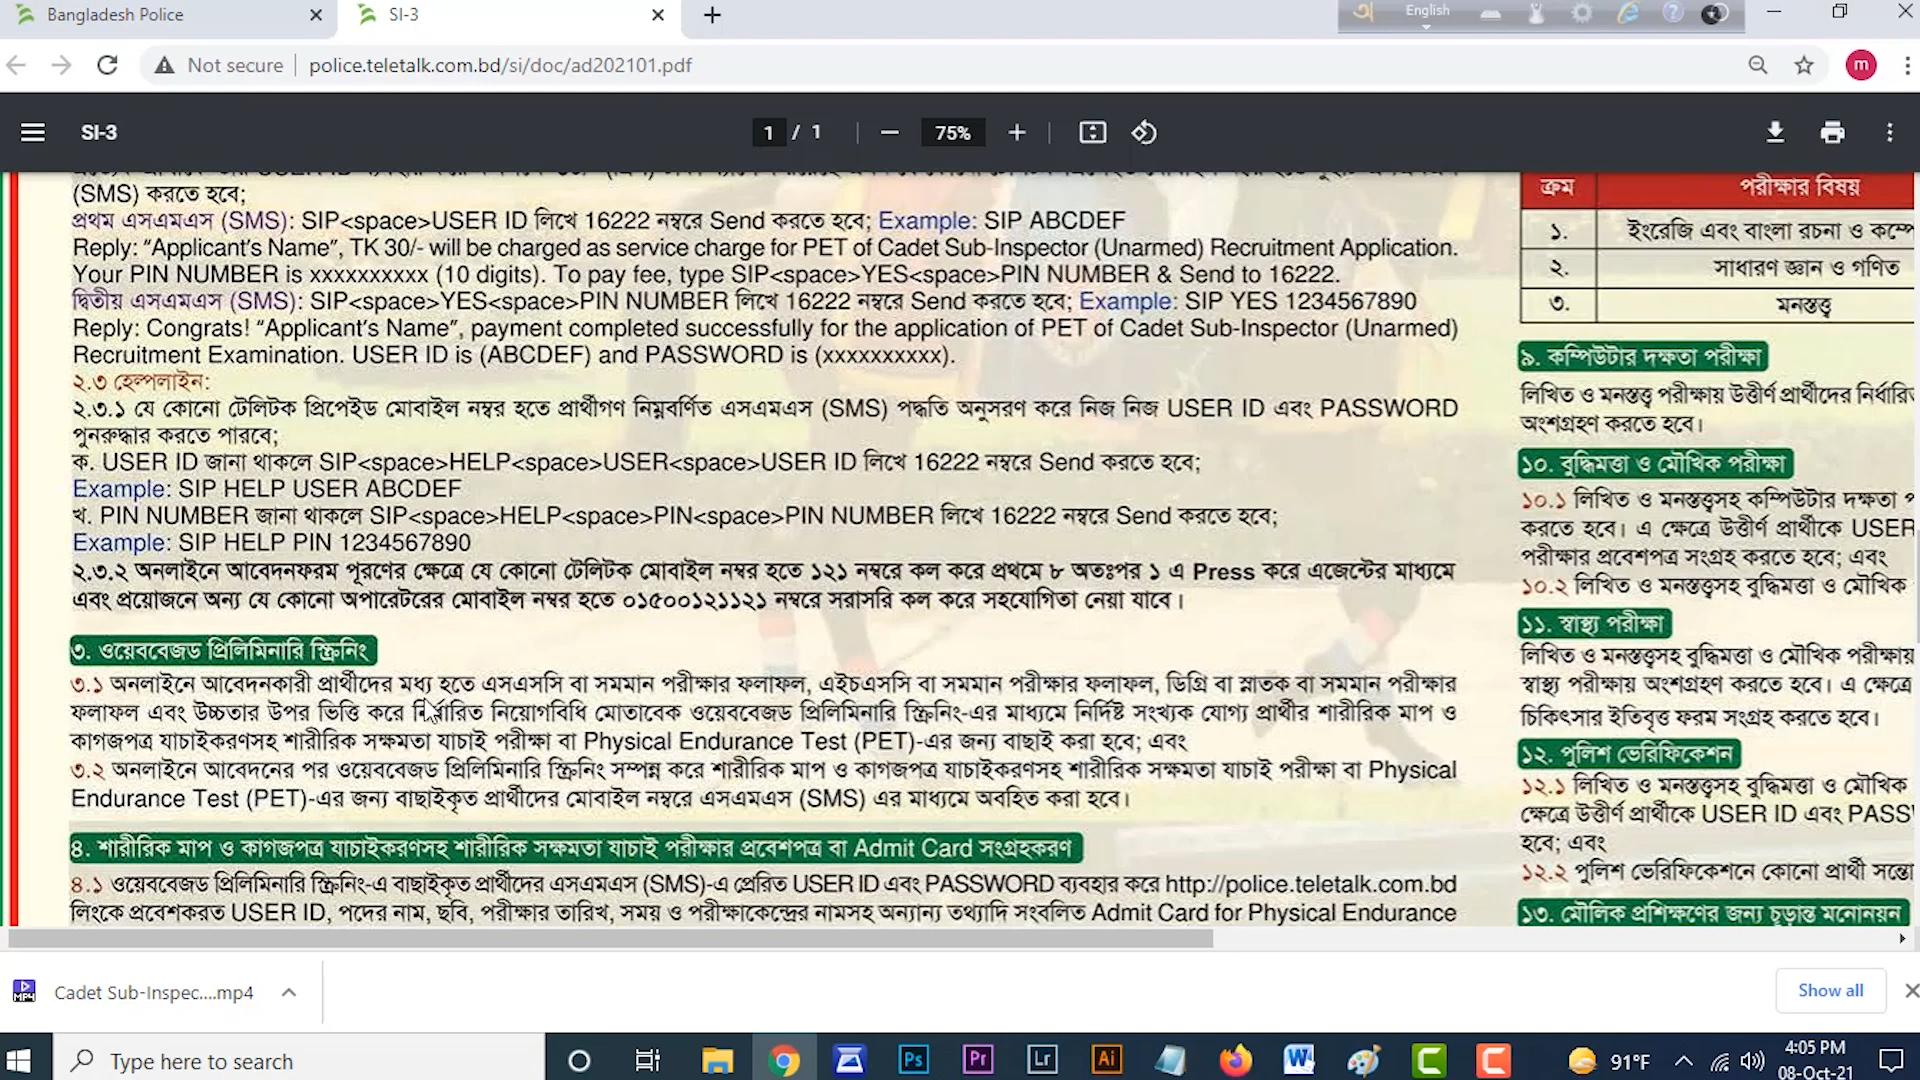 Bangladesh Police
SI-3
English
Not secure
police.teletalk.com.bd/si/doc/ad202101.pdf
m
SI-3
1 / 1
75%
(SMS) করতে হবে;
প্রথম এসএমএস (SMS): SIP<space>USER ID লিখে 16222 নম্বরে Send করতে হবে; Example: SIP ABCDEF
Reply: “Applicant’s Name”, TK 30/- will be charged as service charge for PET of Cadet Sub-Inspector (Unarmed) Recruitment Application.
Your PIN NUMBER is xxxxxxxxxx (10 digits). To pay fee, type SIP<space>YES<space>PIN NUMBER & Send to 16222.
দ্বিতীয় এসএমএস (SMS): SIP<space>YES<space>PIN NUMBER লিখে 16222 নম্বরে Send করতে হবে; Example: SIP YES 1234567890
Reply: Congrats! “Applicant’s Name”, payment completed successfully for the application of PET of Cadet Sub-Inspector (Unarmed)
Recruitment Examination. USER ID is (ABCDEF) and PASSWORD is (xxxxxxxxxx).
২.৩ হেল্পলাইন:
২.৩.১ যে কোনো টেলিটক প্রিপেইড মোবাইল নম্বর হতে প্রার্থীগণ নিম্নবর্ণিত এসএমএস (SMS) পদ্ধতি অনুসরণ করে নিজ নিজ USER ID এবং PASSWORD
পুনরুদ্ধার করতে পারবে;
ক. USER ID জানা থাকলে SIP<space>HELP<space>USER<space>USER ID লিখে 16222 নম্বরে Send করতে হবে;
Example: SIP HELP USER ABCDEF
খ. PIN NUMBER জানা থাকলে SIP<space>HELP<space>PIN<space>PIN NUMBER লিখে 16222 নম্বরে Send করতে হবে;
Example: SIP HELP PIN 1234567890
২.৩.২ অনলাইনে আবেদনফরম পূরণের ক্ষেত্রে যে কোনো টেলিটক মোবাইল নম্বর হতে ১২১ নম্বরে কল করে প্রথমে ৮ অতঃপর ১ এ Press করে এজেন্টের মাধ্যমে
এবং প্রয়োজনে অন্য যে কোনো অপারেটরের মোবাইল নম্বর হতে ০১৫০০১২১১২১ নম্বরে সরাসরি কল করে সহযোগিতা নেয়া যাবে।
৩. ওয়েববেজড প্রিলিমিনারি স্ক্রিনিং
৩.১ অনলাইনে আবেদনকারী প্রার্থীদের মধ্য হতে এসএসসি বা সমমান পরীক্ষার ফলাফল, এইচএসসি বা সমমান পরীক্ষার ফলাফল, ডিগ্রি বা স্নাতক বা সমমান পরীক্ষার
ফলাফল এবং উচ্চতার উপর ভিত্তি করে নির্ধারিত নিয়োগবিধি মোতাবেক ওয়েববেজড প্রিলিমিনারি স্ক্রিনিং-এর মাধ্যমে নির্দিষ্ট সংখ্যক যোগ্য প্রার্থীর শারীরিক মাপ ও
কাগজপত্র যাচাইকরণসহ শারীরিক সক্ষমতা যাচাই পরীক্ষা বা Physical Endurance Test (PET)-এর জন্য বাছাই করা হবে; এবং
৩.২ অনলাইনে আবেদনের পর ওয়েববেজড প্রিলিমিনারি স্ক্রিনিং সম্পন্ন করে শারীরিক মাপ ও কাগজপত্র যাচাইকরণসহ শারীরিক সক্ষমতা যাচাই পরীক্ষা বা Physical
Endurance Test (PET)-এর জন্য বাছাইকৃত প্রার্থীদের মোবাইল নম্বরে এসএমএস (SMS) এর মাধ্যমে অবহিত করা হবে।
৪. শারীরিক মাপ ও কাগজপত্র যাচাইকরণসহ শারীরিক সক্ষমতা যাচাই পরীক্ষার প্রবেশপত্র বা Admit Card সংগ্রহকরণ
৪.১ ওয়েববেজড প্রিলিমিনারি স্ক্রিনিং-এ বাছাইকৃত প্রার্থীদের এসএমএস (SMS)-এ প্রেরিত USER ID এবং PASSWORD ব্যবহার করে http://police.teletalk.com.bd
লিংকে প্রবেশকরত USER ID, পদের নাম, ছবি, পরীক্ষার তারিখ, সময় ও পরীক্ষাকেন্দ্রের নামসহ অন্যান্য তথ্যাদি সংবলিত Admit Card for Physical Endurance
ক্রম পরীক্ষার বিষয়
১. ইংরেজি এবং বাংলা রচনা ও
২. সাধারণ জ্ঞান ও গণিত
৩. মনস্তত্ত্ব
৯. কম্পিউটার দক্ষতা পরীক্ষা
লিখিত ও মনস্তত্ত্ব পরীক্ষায় উত্তীর্ণ প্রার্থীদের
অংশগ্রহণ করতে হবে।
১০. বুদ্ধিমত্তা ও মৌখিক পরীক্ষা
১০.১ লিখিত ও মনস্তত্ত্বসহ কম্পিউটার দক্ষতা
করতে হবে। এ ক্ষেত্রে উত্তীর্ণ প্রার্থীকে USER
পরীক্ষার প্রবেশপত্র সংগ্রহ করতে হবে; এবং
১০.২ লিখিত ও মনস্তত্ত্বসহ বুদ্ধিমত্তা ও মৌখিক
১১. স্বাস্থ্য পরীক্ষা
লিখিত ও মনস্তত্ত্বসহ বুদ্ধিমত্তা ও মৌখিক পরীক্ষায়
স্বাস্থ্য পরীক্ষায় অংশগ্রহণ করতে হবে। এ ক্ষেত্রে
চিকিৎসার ইতিবৃত্ত ফরম সংগ্রহ করতে হবে।
১২. পুলিশ ভেরিফিকেশন
১২.১ লিখিত ও মনস্তত্ত্বসহ বুদ্ধিমত্তা ও মৌখিক
ক্ষেত্রে উত্তীর্ণ প্রার্থীকে USER ID এবং PASS
হবে; এবং
১২.২ পুলিশ ভেরিফিকেশনে কোনো প্রার্থী
১৩. মৌলিক প্রশিক্ষণের জন্য চূড়ান্ত মনোনয়ন
Cadet Sub-Inspec....mp4
Show all
Type here to search
Ps
Pr
Lr
Ai
W
91°F
4:05 PM
08-Oct-21